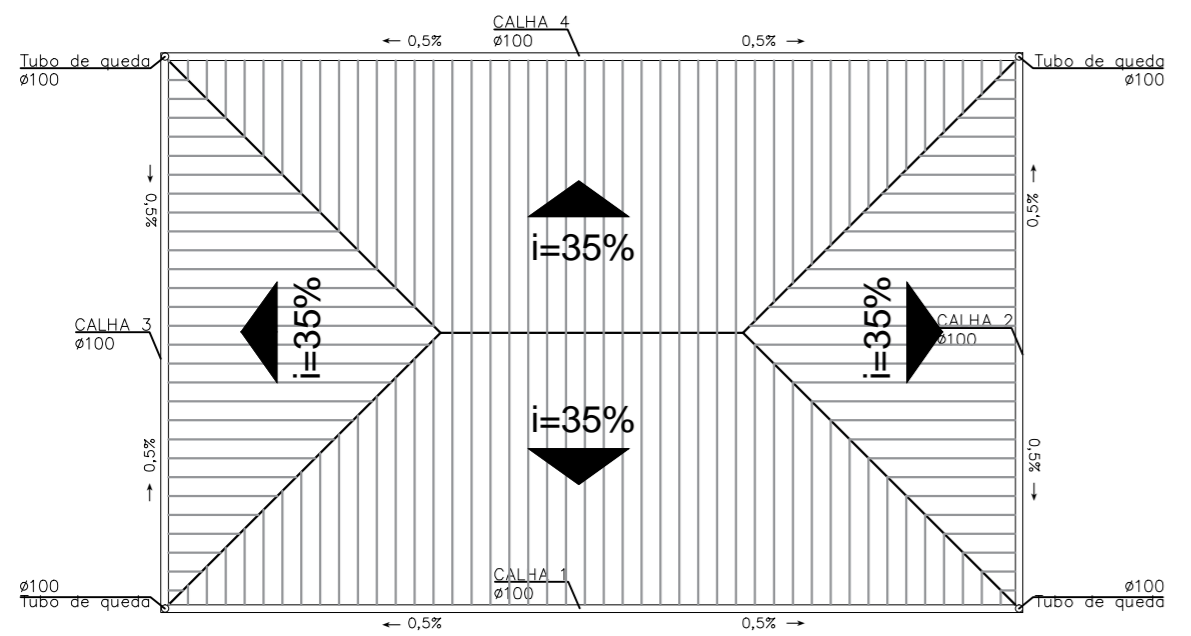 CALHA 4
Ø100
← 0,5%
0,5% →
Tubo de queda
Ø100
Tubo de queda
Ø100
← 0,5%
0,5% →
i=35%
CALHA 3
Ø100
i=35%
i=35%
CALHA 2
Ø100
i=35%
← 0,5%
0,5% →
CALHA 1
Ø100
Ø100
Tubo de queda
Ø100
Tubo de queda
← 0,5%
0,5% →